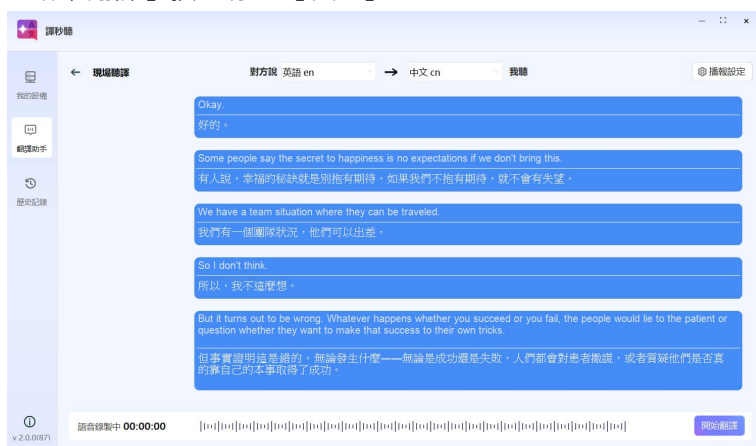 譯秒聽
現場聽譯
對方說 英語 en → 中文 cn 我聽
播報設定
我的設備
翻譯助手
歷史記錄
Okay.
好的。
Some people say the secret to happiness is no expectations if we don't bring this.
有人說，幸福的秘訣就是別抱有期待，如果我們不抱有期待，就不會有失望。
We have a team situation where they can be traveled.
我們有一個團隊狀況，他們可以出差。
So I don't think.
所以，我不這麼想。
But it turns out to be wrong. Whatever happens whether you succeed or you fail, the people would lie to the patient or
question whether they want to make that success to their own tricks.
但事實證明這是錯的。無論發生什麼——無論是成功還是失敗，人們都會對患者撒謊，或者質疑他們是否真
的靠自己的本事取得了成功。
v 2.0.0(87)
語音錄製中 00:00:00
開始翻譯